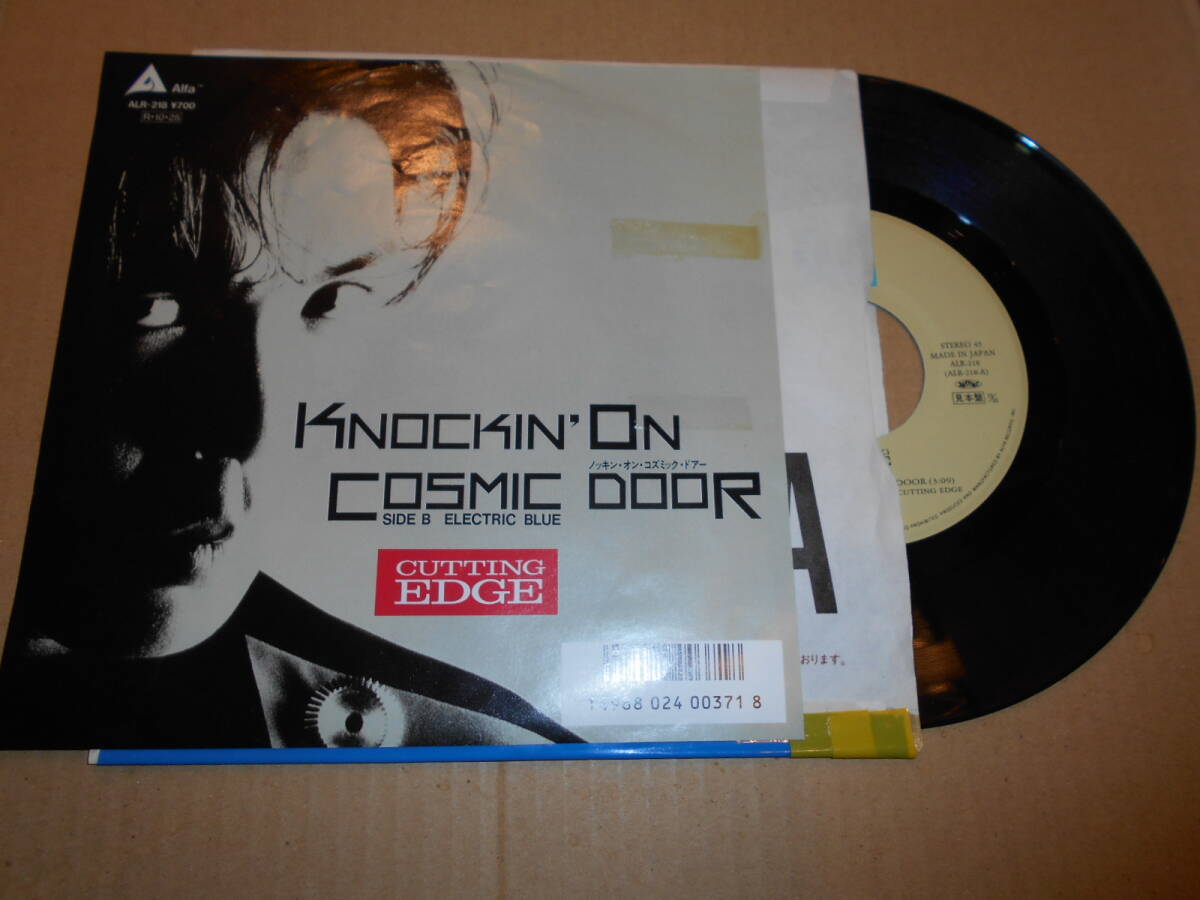 Alfa™
ALR-218 ¥700
R・10・25
KNOCKIN' ON
ノッキン・オン・コズミック・ドアー
COSMIC DOOR
SIDE B ELECTRIC BLUE
CUTTING
EDGE
988 024 00371 8
STEREO 45
MADE IN JAPAN
ALR-218
(ALR-218-A)
見本盤
DOOR (3:09)
CUTTING EDGE
A
おります。